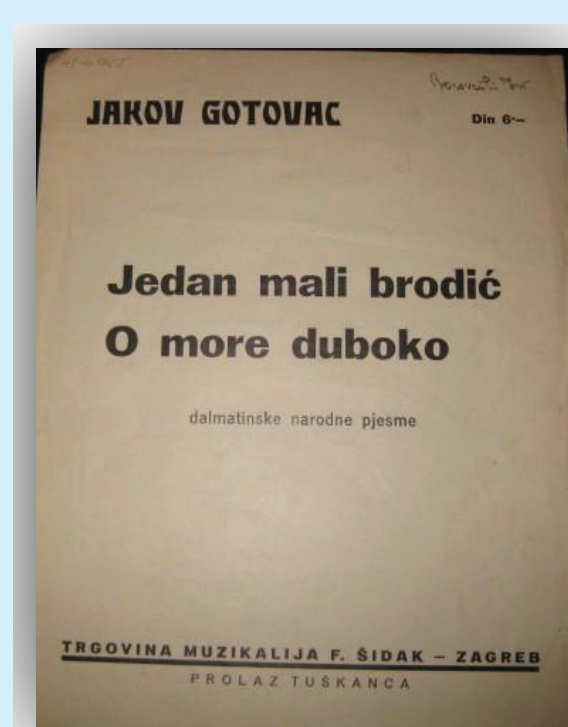 JAKOV GOTOVAC
Din 6·—
Jedan mali brodić
O more duboko
dalmatinske narodne pjesme
TRGOVINA MUZIKALIJA F. ŠIDAK — ZAGREB
PROLAZ TUŠKANCA